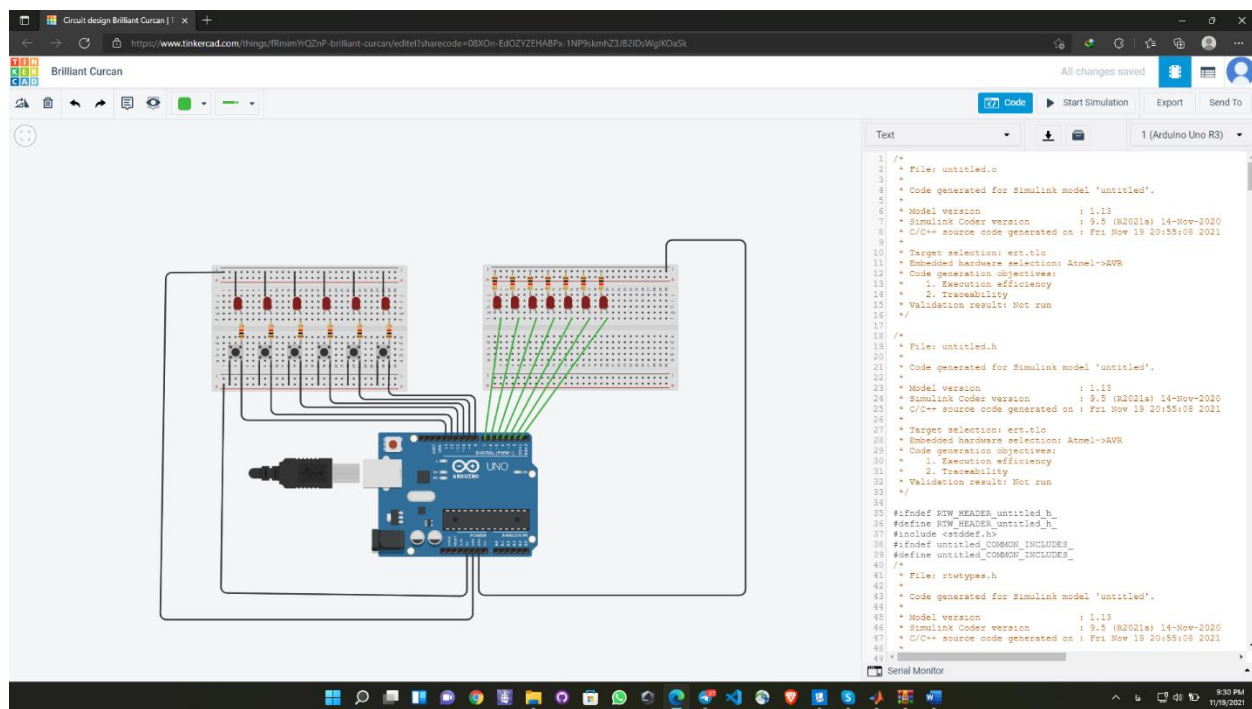 Circuit design Brilliant Curcan | T
https://www.tinkercad.com/things/fRmimYrQZnP-brilliant-curcan/editel?sharecode=
TIN
KER
CAD
Brilliant Curcan
All changes saved
Code
Start Simulation
Export
Send To
Text
1 (Arduino Uno R3)
1 /*
2 * File: untitled.c
3 *
4 * Code generated for Simulink model 'untitled'.
5 *
6 * Model version : 1.13
7 * Simulink Coder version : 9.5 (R2021a) 14-Nov-2020
8 * C/C++ source code generated on : Fri Nov 19 20:55:08 2021
9 *
10 * Target selection: ert.tlc
11 * Embedded hardware selection: Atmel->AVR
12 * Code generation objectives:
13 * 1. Execution efficiency
14 * 2. Traceability
15 * Validation result: Not run
16 */
17
18 /*
19 * File: untitled.h
20 *
21 * Code generated for Simulink model 'untitled'.
22 *
23 * Model version : 1.13
24 * Simulink Coder version : 9.5 (R2021a) 14-Nov-2020
25 * C/C++ source code generated on : Fri Nov 19 20:55:08 2021
26 *
27 * Target selection: ert.tlc
28 * Embedded hardware selection: Atmel->AVR
29 * Code generation objectives:
30 * 1. Execution efficiency
31 * 2. Traceability
32 * Validation result: Not run
33 */
34
35 #ifndef RTW_HEADER_untitled_h_
36 #define RTW_HEADER_untitled_h_
37 #include <stddef.h>
38 #ifndef untitled_COMMON_INCLUDES_
39 #define untitled_COMMON_INCLUDES_
40 /*
41 * File: rtwtypes.h
42 *
43 * Code generated for Simulink model 'untitled'.
44 *
45 * Model version : 1.13
46 * Simulink Coder version : 9.5 (R2021a) 14-Nov-2020
47 * C/C++ source code generated on : Fri Nov 19 20:55:08 2021
48 *
49
DIGITAL (PWM~)
UNO
ARDUINO
POWER
ANALOG IN
Serial Monitor
9:30 PM
11/19/2021